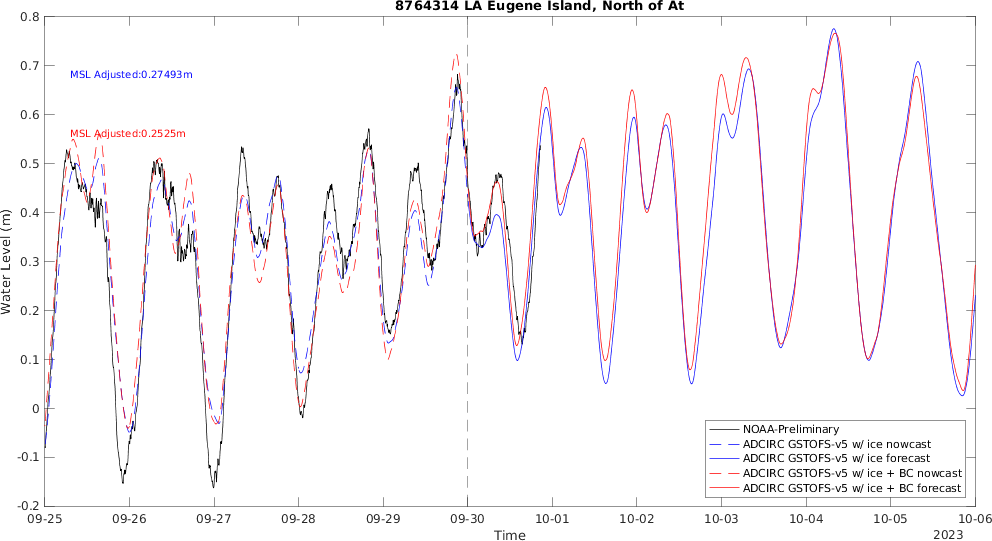 8764314 LA Eugene Island, North of At
0.8
0.7
0.6
0.5
0.4
0.3
0.2
0.1
0
-0.1
-0.2
Water Level (m)
MSL Adjusted:0.27493m
MSL Adjusted:0.2525m
NOAA-Preliminary
ADCIRC GSTOFS-v5 w/ ice nowcast
ADCIRC GSTOFS-v5 w/ ice forecast
ADCIRC GSTOFS-v5 w/ ice + BC nowcast
ADCIRC GSTOFS-v5 w/ ice + BC forecast
09-25 09-26 09-27 09-28 09-29 09-30 10-01 10-02 10-03 10-04 10-05 10-06
Time
2023